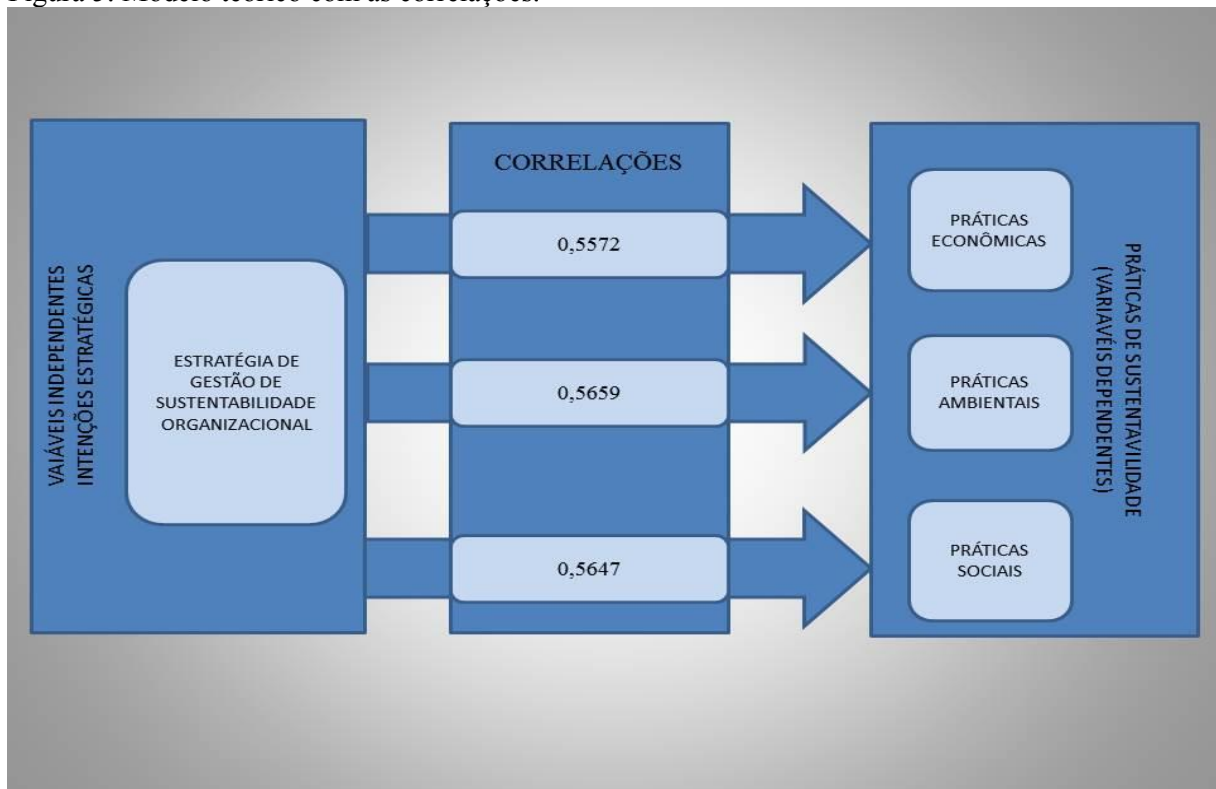 Figura 3: Modelo teórico com as correlações.
VAIÁVEIS INDEPENDENTES
INTENÇÕES ESTRATÉGICAS
ESTRATÉGIA DE
GESTÃO DE
SUSTENTABILIDADE
ORGANIZACIONAL
CORRELAÇÕES
0,5572
0,5659
0,5647
PRÁTICAS
ECONÔMICAS
PRÁTICAS
AMBIENTAIS
PRÁTICAS
SOCIAIS
PRÁTICAS DE SUSTENTAVILIDADE
(VARIAVÉIS DEPENDENTES)